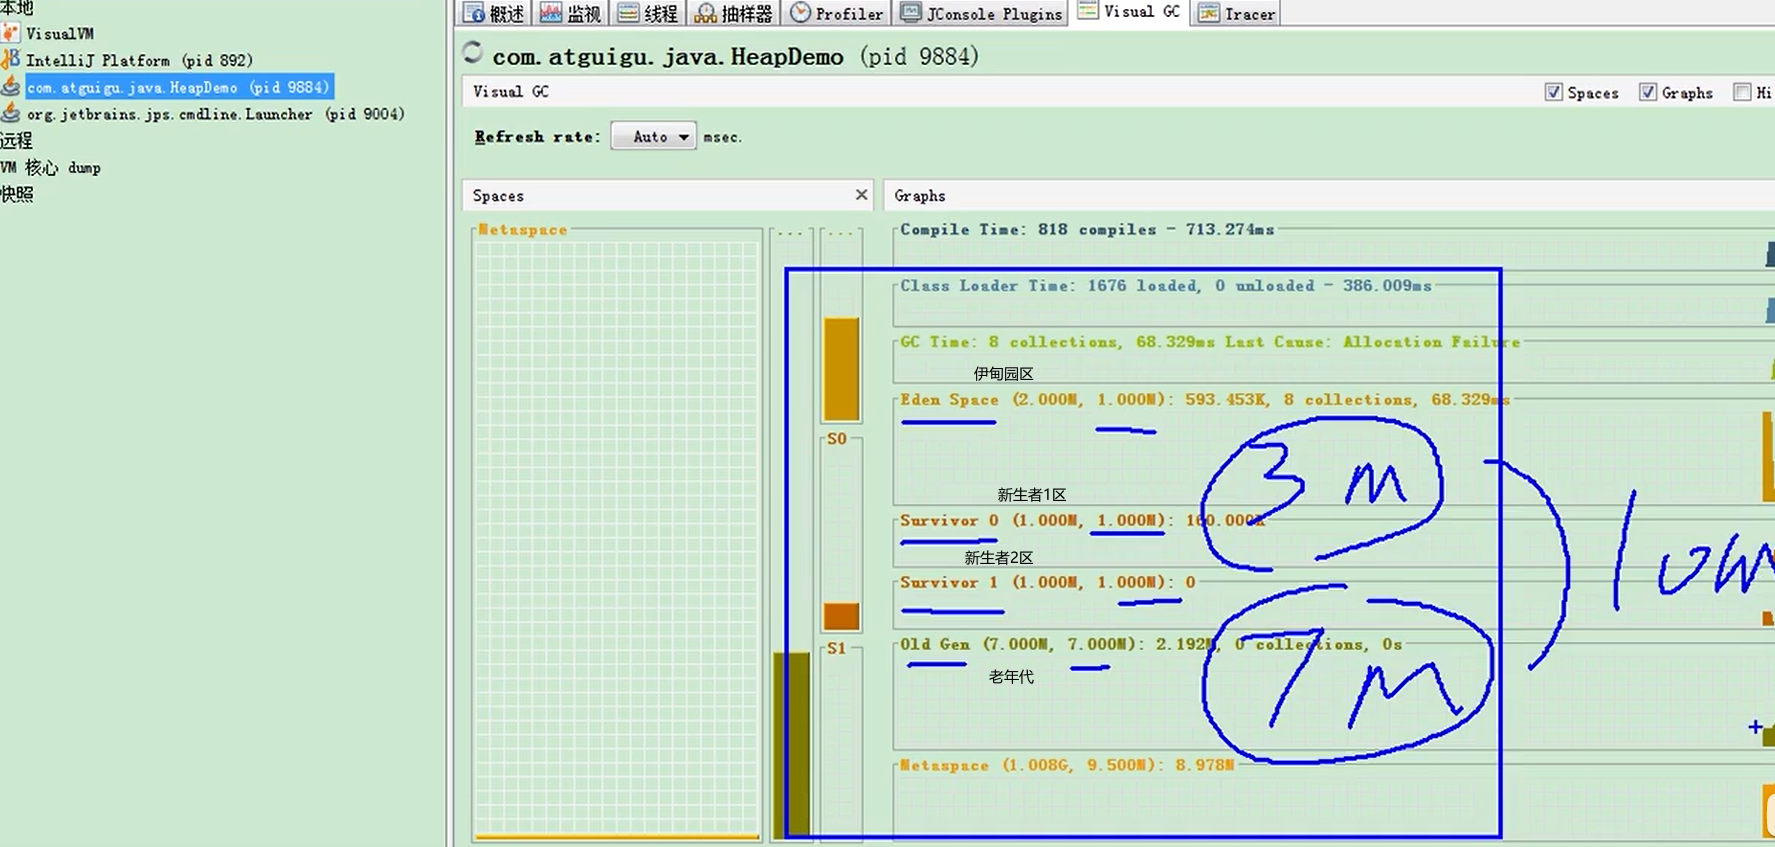 本地
VisualVM
IntelliJ Platform (pid 892)
com.atguigu.java.HeapDemo (pid 9884)
org.jetbrains.jps.cmdline.Launcher (pid 9004)
远程
VM 核心 dump
快照
概述 监视 线程 抽样器 Profiler JConsole Plugins Visual GC Tracer
com.atguigu.java.HeapDemo (pid 9884)
Visual GC
Spaces Graphs Hi
Refresh rate: Auto msec.
Spaces
Graphs
Metaspace
... ...
S0
S1
Compile Time: 818 compiles - 713.274ms
Class Loader Time: 1676 loaded, 0 unloaded - 386.009ms
GC Time: 8 collections, 68.329ms Last Cause: Allocation Failure
伊甸园区
Eden Space (2.000M, 1.000M): 593.453K, 8 collections, 68.329ms
3 M
新生者1区
Survivor 0 (1.000M, 1.000M): 160.000K
新生者2区
Survivor 1 (1.000M, 1.000M): 0
10M
Old Gen (7.000M, 7.000M): 2.192M, 0 collections, 0s
老年代
7 M
Metaspace (1.008G, 9.500M): 8.978M